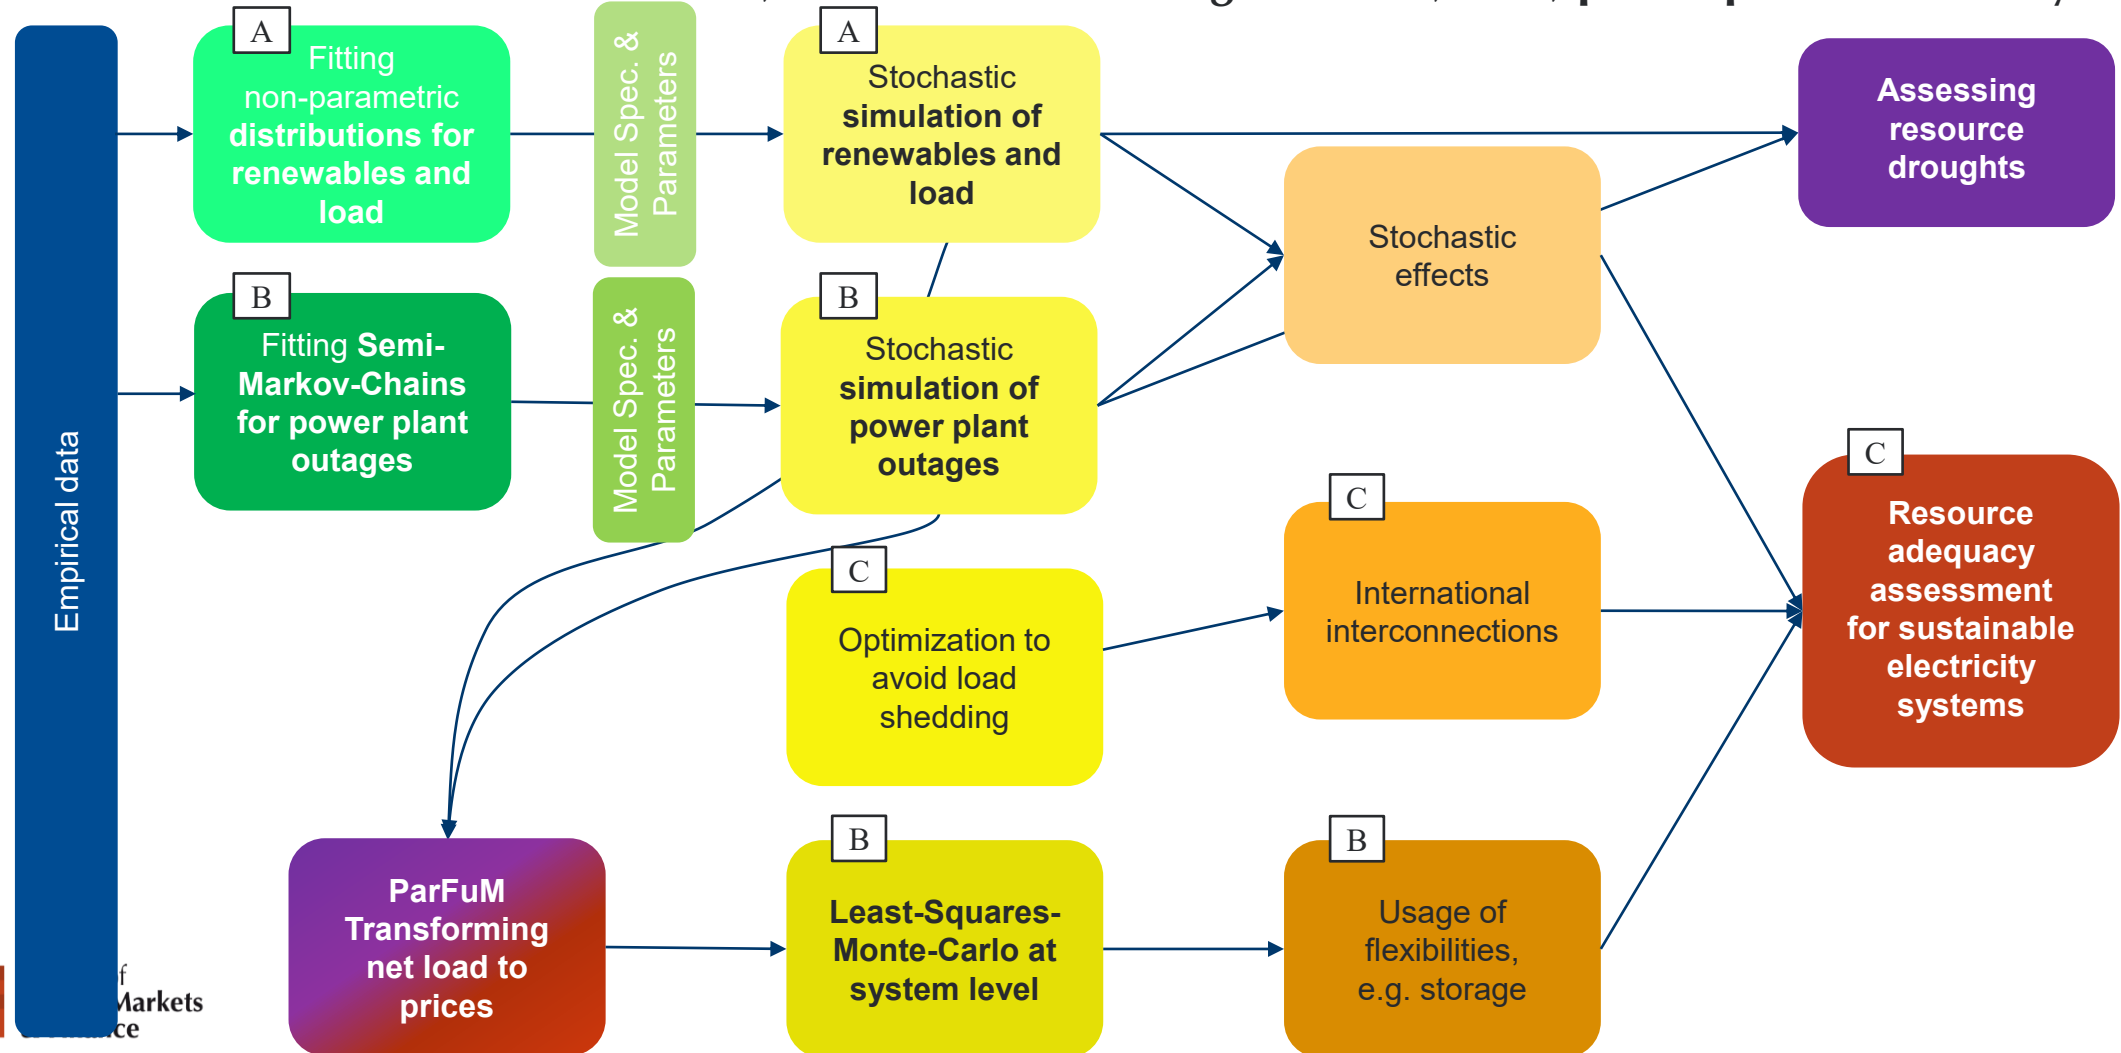 Empirical data
A
Fitting
non-parametric
distributions for
renewables and
load
Model Spec. &
Parameters
A
Stochastic
simulation of
renewables and
load
Assessing
resource
droughts
Stochastic
effects
B
Fitting Semi-
Markov-Chains
for power plant
outages
Model Spec. &
Parameters
B
Stochastic
simulation of
power plant
outages
C
Optimization to
avoid load
shedding
C
International
interconnections
C
Resource
adequacy
assessment
for sustainable
electricity
systems
ParFuM
Transforming
net load to
prices
B
Least-Squares-
Monte-Carlo at
system level
B
Usage of
flexibilities,
e.g. storage
Markets